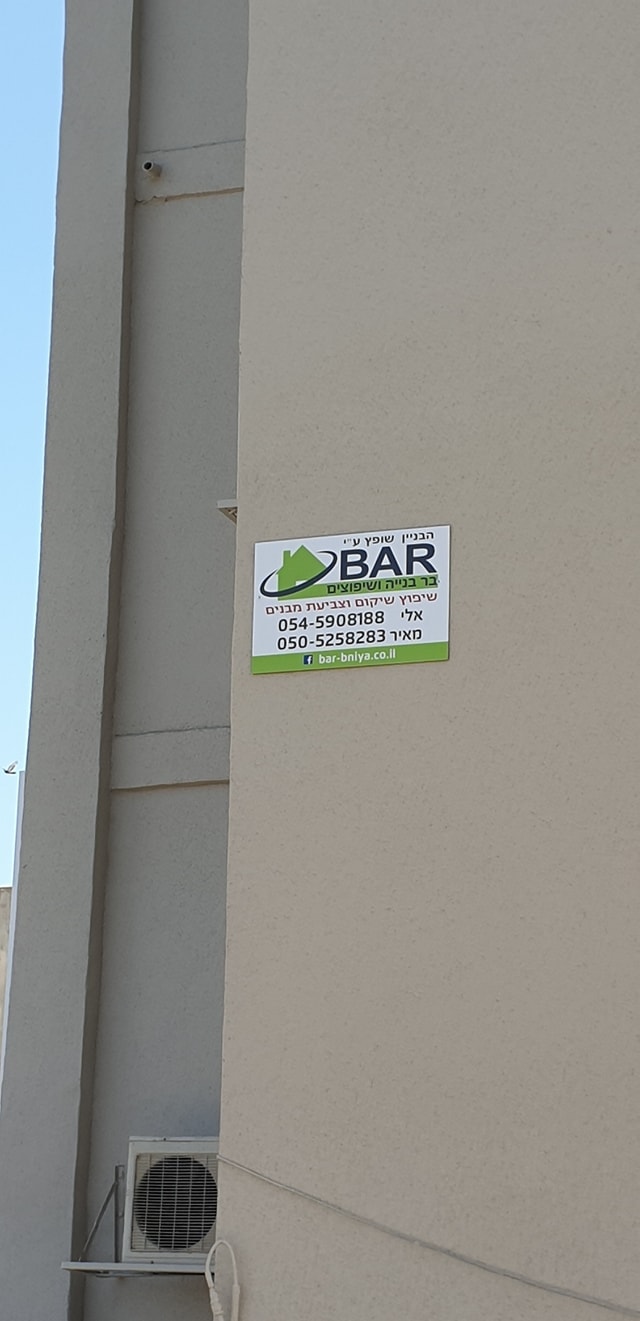 הבניין שופץ ע"י
BAR
בר בנייה ושיפוצים
שיפוץ שיקום וצביעת מבנים
אלי 054-5908188
מאיר 050-5258283
bar-bniya.co.il